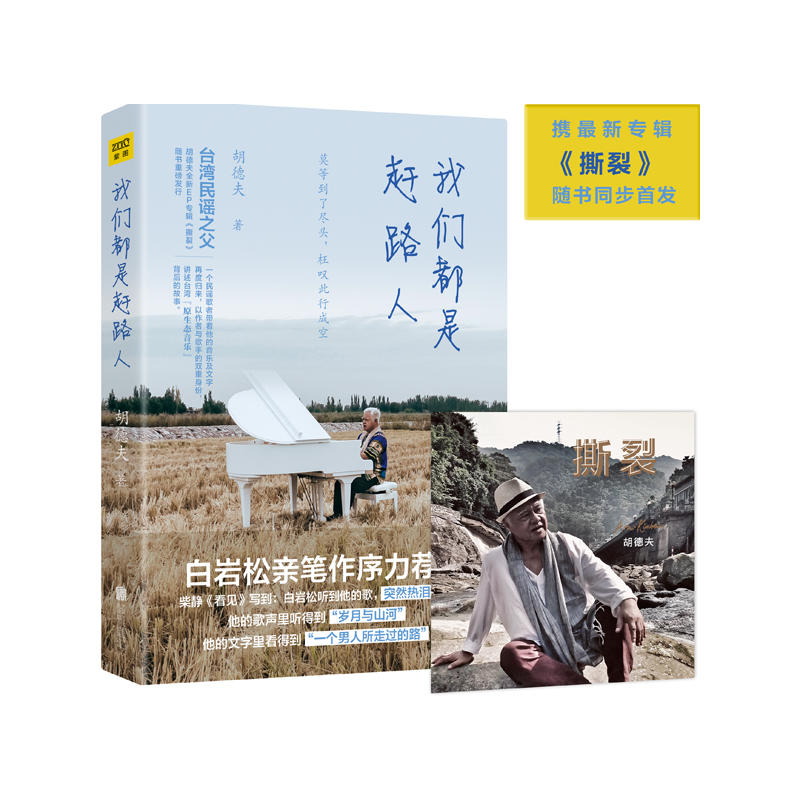 携最新专辑
《撕裂》
随书同步首发
ZITO
紫图
我们都是赶路人
胡德夫 著
我们都是
赶路人
莫等到了尽头，枉叹此行成空
胡德夫 著
台湾民谣之父
胡德夫全新EP专辑《撕裂》
随书重磅发行
一个民谣歌者带着他的音乐及文字
再度归来，以作者与歌手的双重身份
讲述台湾「原生态音乐」
背后的故事。
白岩松亲笔作序力荐
柴静《看见》写到：白岩松听到他的歌，突然热泪
他的歌声里听得到“岁月与山河”
他的文字里看得到“一个男人所走过的路”
撕裂
胡德夫